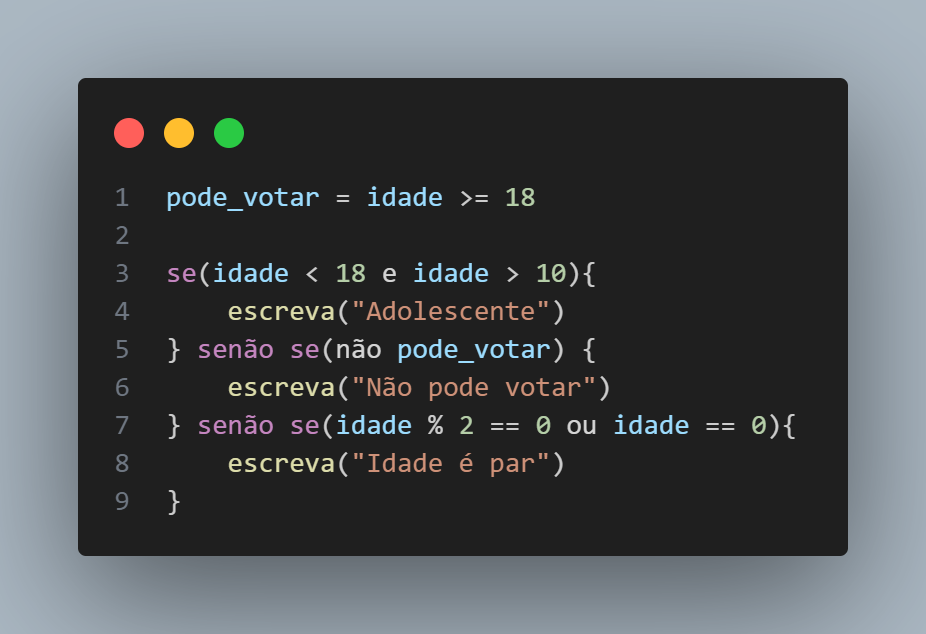 1 pode_votar = idade >= 18
2
3 se(idade < 18 e idade > 10){
4     escreva("Adolescente")
5 } senão se(não pode_votar) {
6     escreva("Não pode votar")
7 } senão se(idade % 2 == 0 ou idade == 0){
8     escreva("Idade é par")
9 }